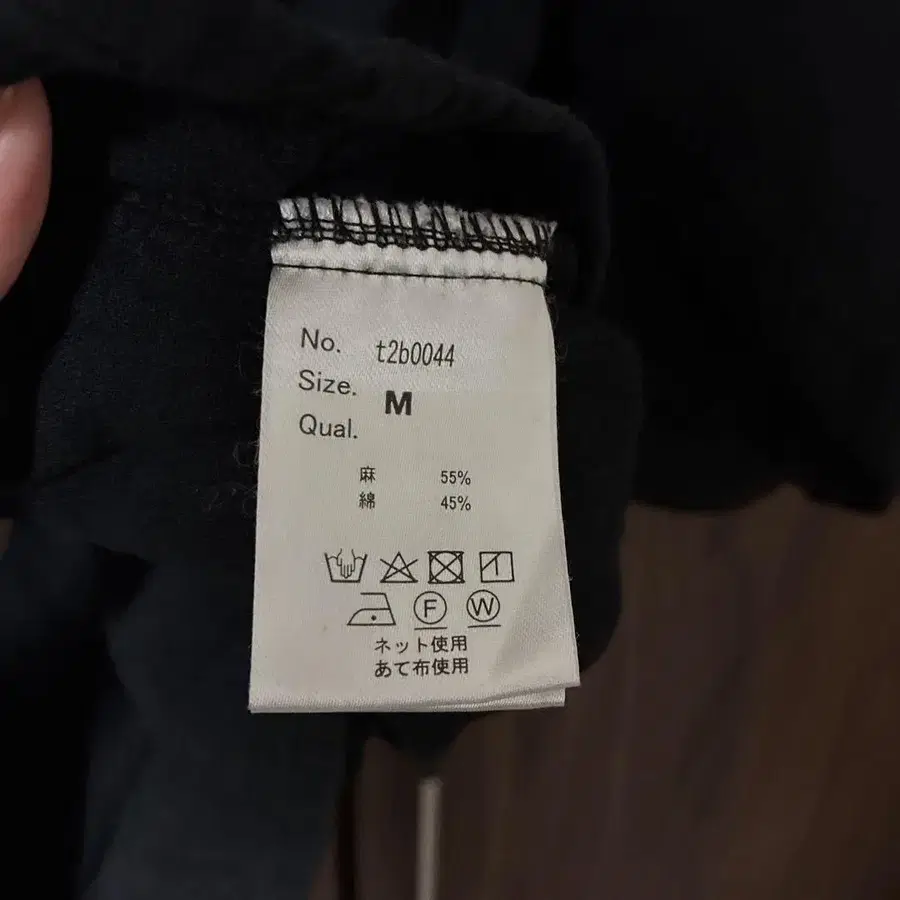 No. t2b0044
Size. M
Qual.
麻 55%
綿 45%
F W
ネット使用
あて布使用